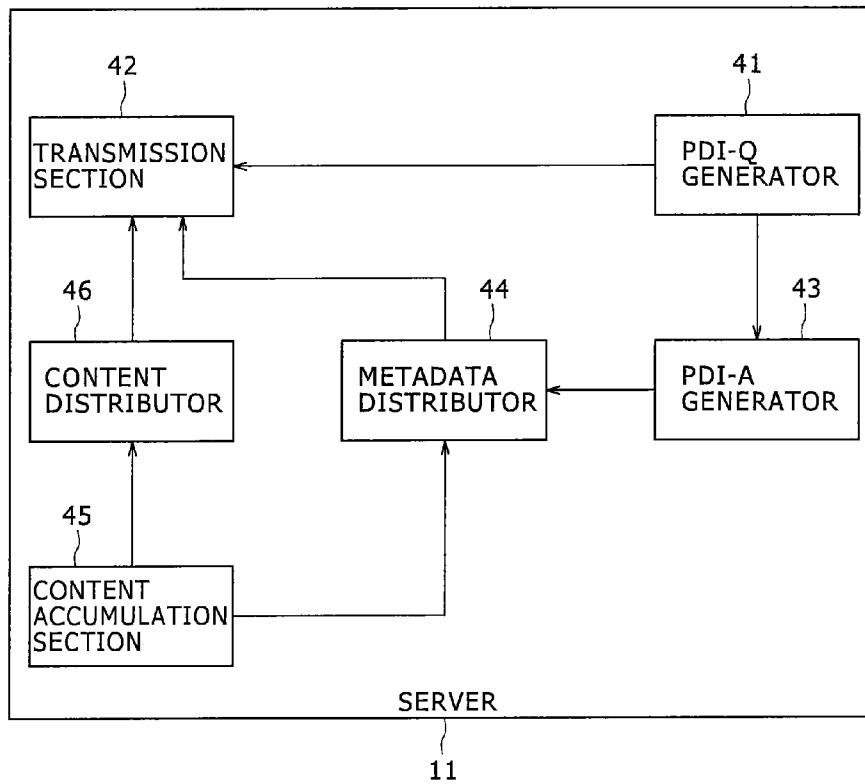 42
41
TRANSMISSION
SECTION
PDI-Q
GENERATOR
46
44
43
CONTENT
DISTRIBUTOR
METADATA
DISTRIBUTOR
PDI-A
GENERATOR
45
CONTENT
ACCUMULATION
SECTION
SERVER
11